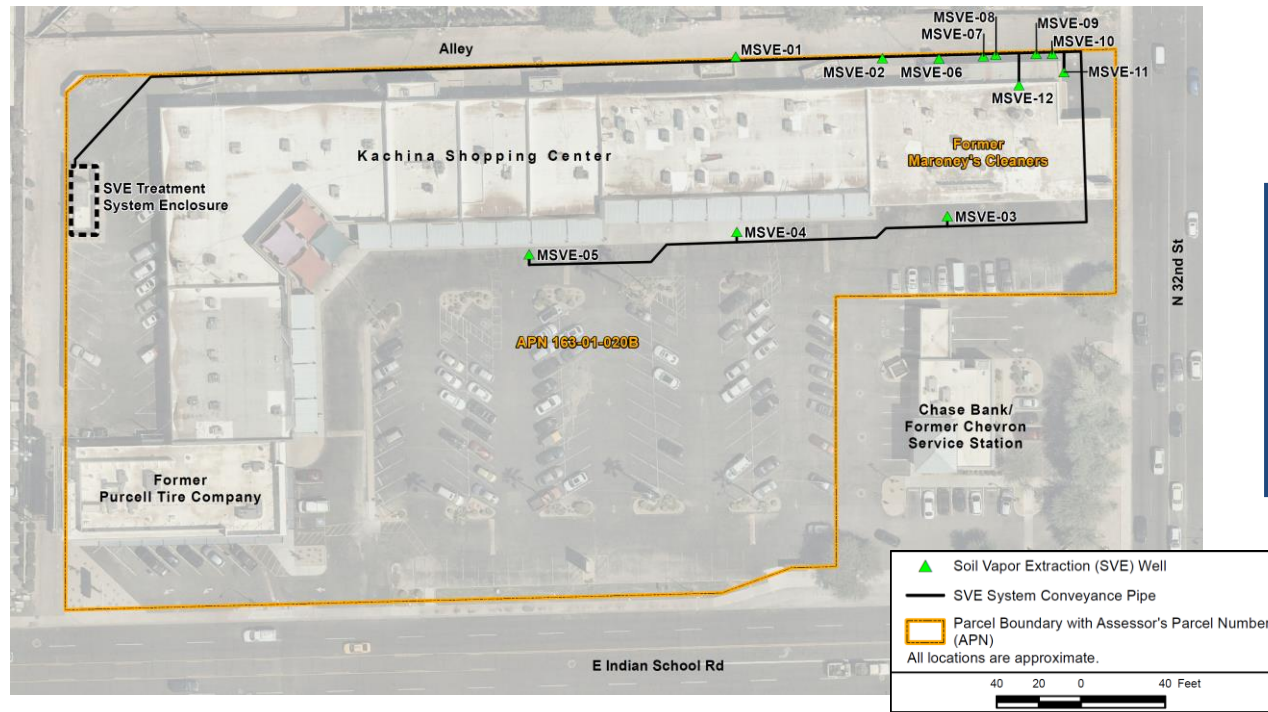 MSVE-08
MSVE-09
MSVE-07
MSVE-10
Alley
MSVE-01
MSVE-02
MSVE-06
MSVE-11
MSVE-12
Kachina Shopping Center
Former
Maroney's Cleaners
SVE Treatment
System Enclosure
MSVE-03
MSVE-04
MSVE-05
N 32nd St
APN 163-01-020B
Chase Bank/
Former Chevron
Service Station
Former
Purcell Tire Company
E Indian School Rd
Soil Vapor Extraction (SVE) Well
SVE System Conveyance Pipe
Parcel Boundary with Assessor's Parcel Number
(APN)
All locations are approximate.
40 20 0 40 Feet